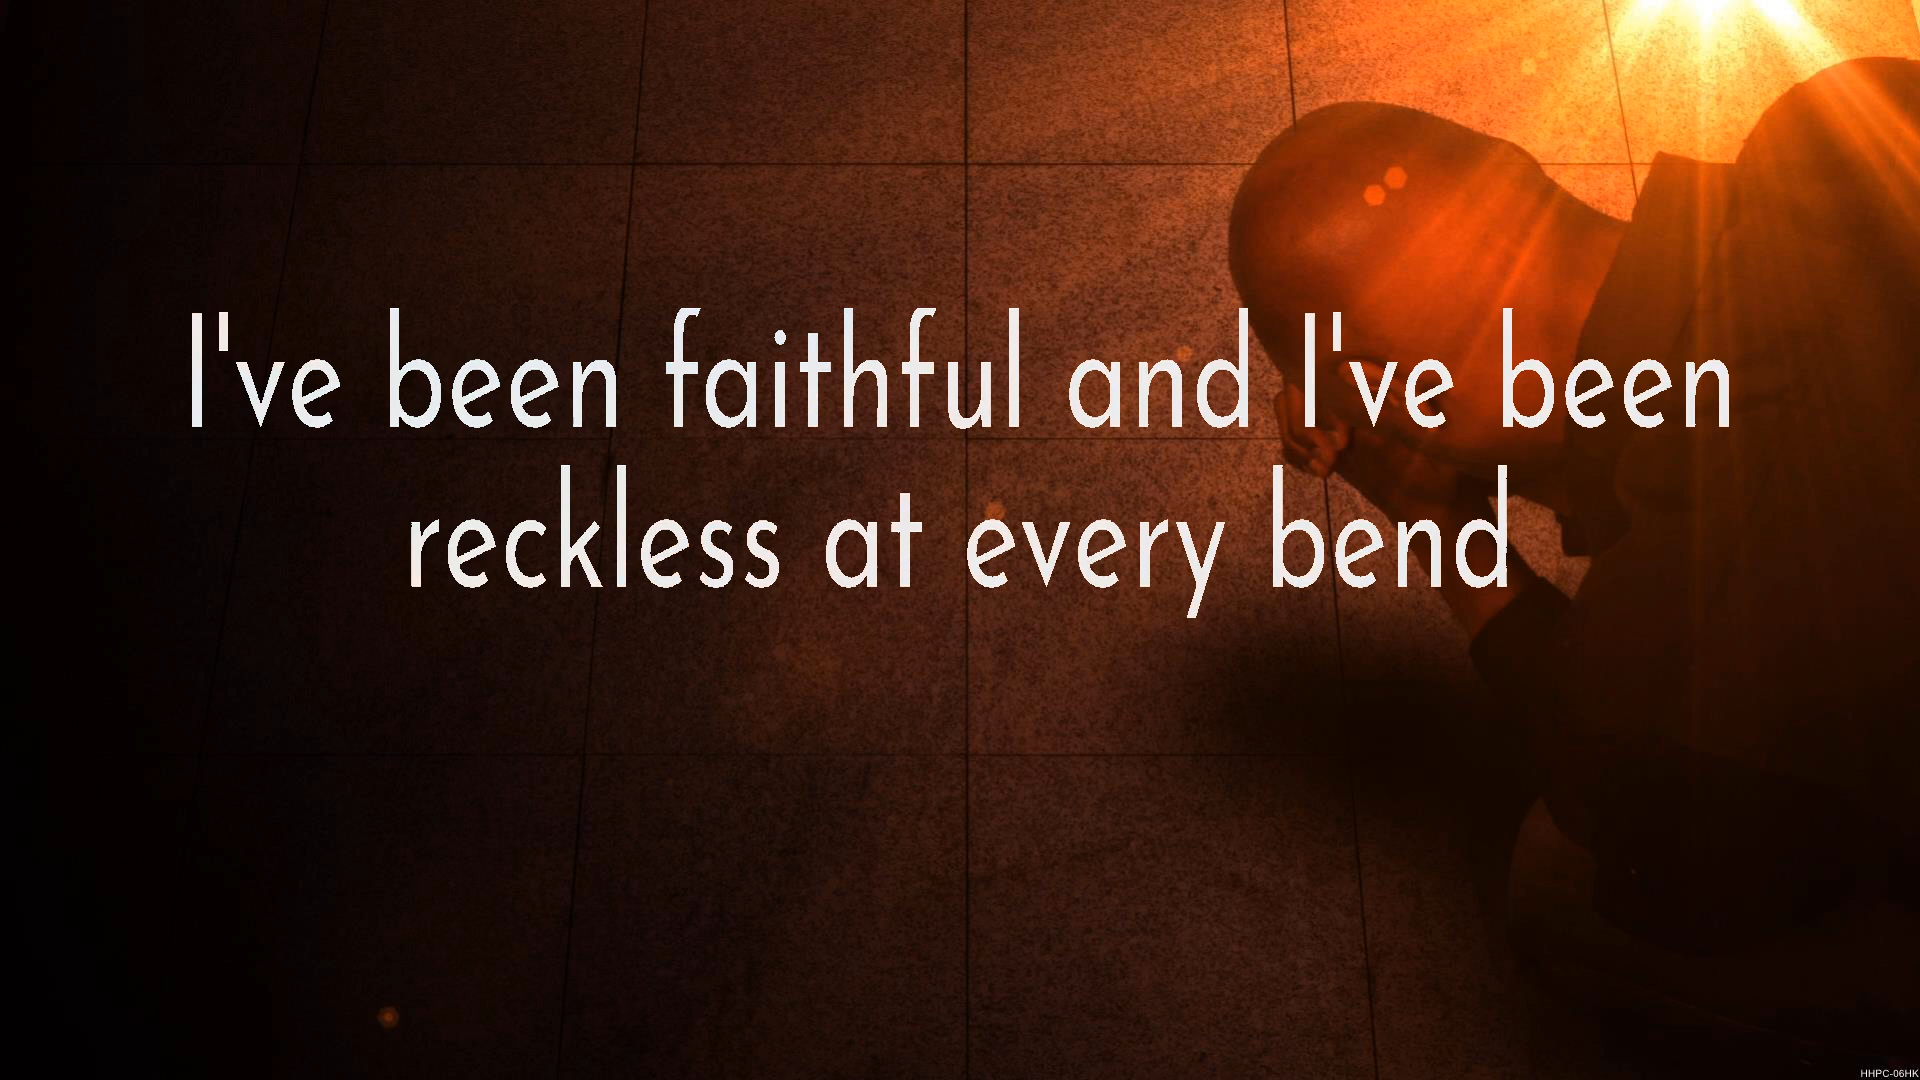 I've been faithful and I've been
reckless at every bend
HHPC-06HK